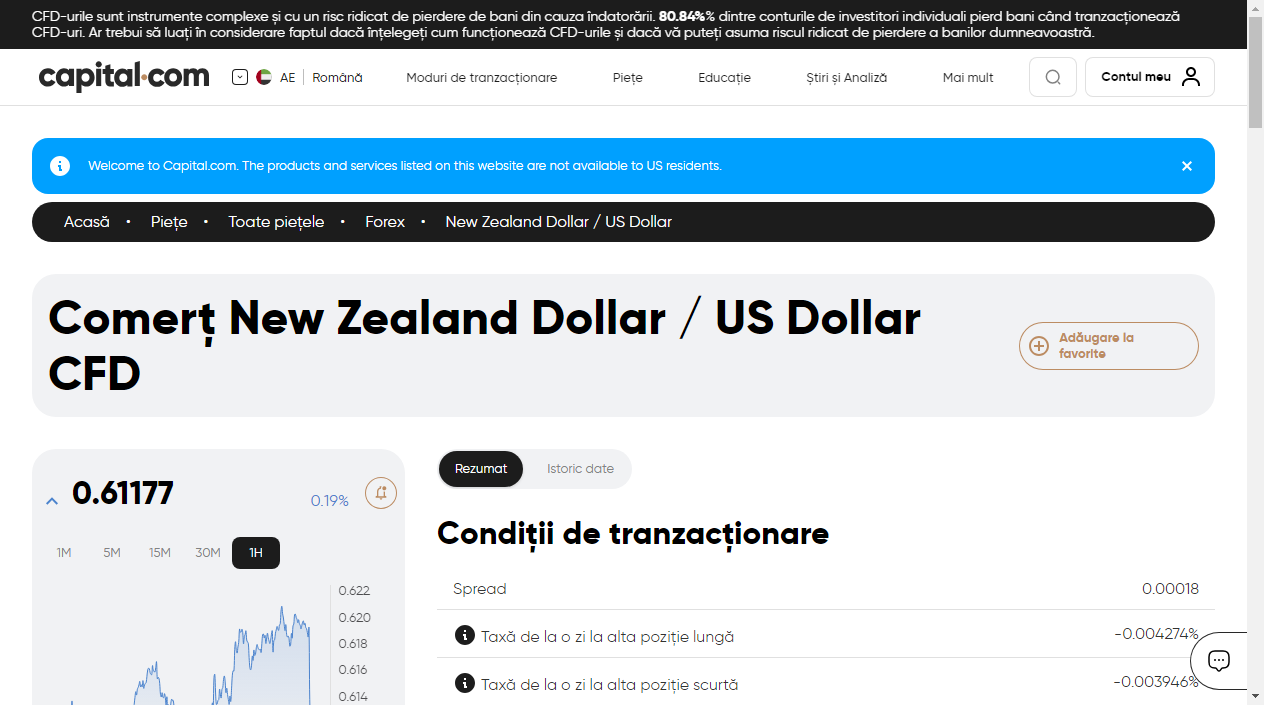 CFD-urile sunt instrumente complexe și cu un risc ridicat de pierdere de bani din cauza îndatorării. 80.84%% dintre conturile de investitori individuali pierd bani când tranzacționează
CFD-uri. Ar trebui să luați în considerare faptul dacă înțelegeți cum funcționează CFD-urile și dacă vă puteți asuma riscul ridicat de pierdere a banilor dumneavoastră.
capital.com AE Română Moduri de tranzacționare Piețe Educație Știri și Analiză Mai mult Contul meu
Welcome to Capital.com. The products and services listed on this website are not available to US residents.
Acasă • Piețe • Toate piețele • Forex • New Zealand Dollar / US Dollar
Comerț New Zealand Dollar / US Dollar
CFD
Adăugare la
favorite
0.61177 0.19%
1M 5M 15M 30M 1H
0.622
0.620
0.618
0.616
0.614
Rezumat Istoric date
Condiții de tranzacționare
Spread 0.00018
Taxă de la o zi la alta poziție lungă -0.004274%
Taxă de la o zi la alta poziție scurtă -0.003946%